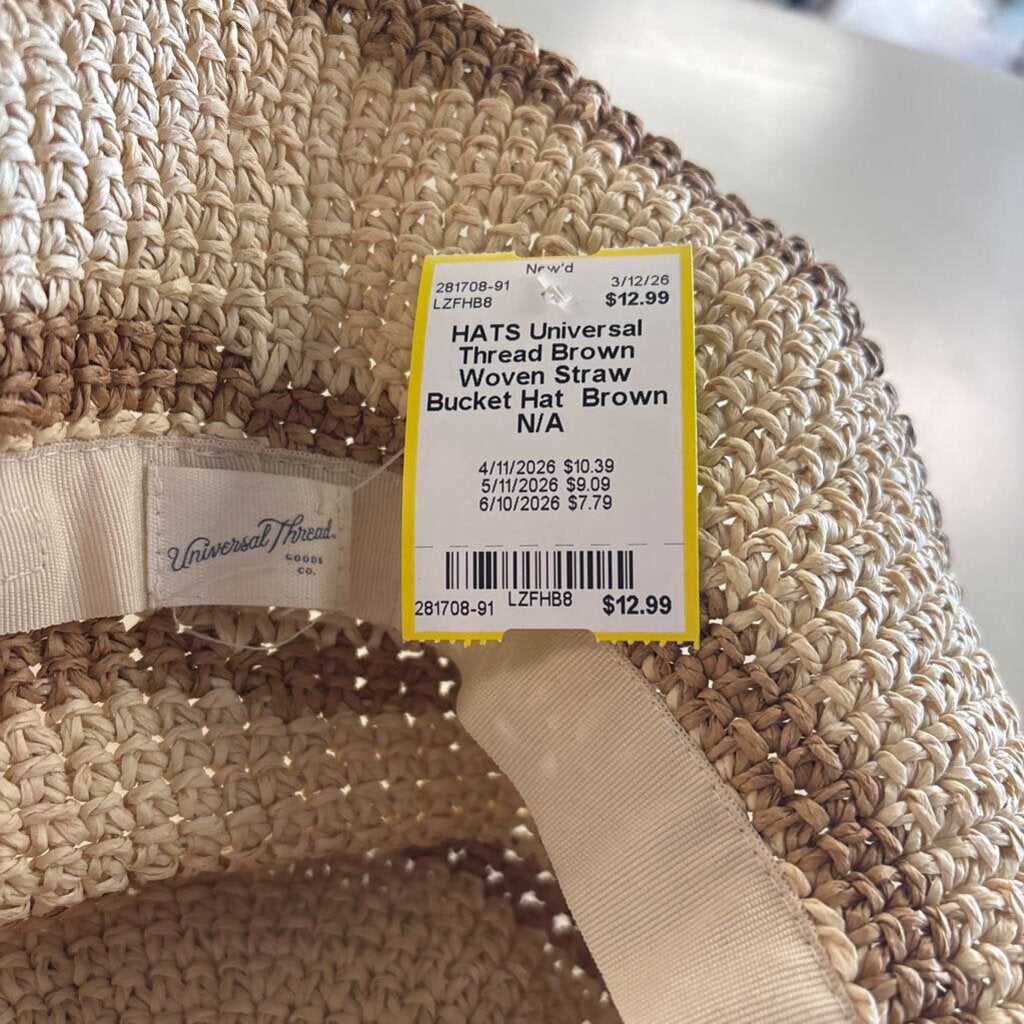 New'd
281708-91 3/12/26
LZFHB8 $12.99
HATS Universal
Thread Brown
Woven Straw
Bucket Hat Brown
N/A
4/11/2026 $10.39
5/11/2026 $9.09
6/10/2026 $7.79
281708-91 LZFHB8 $12.99
Universal Thread
GOODS
CO.